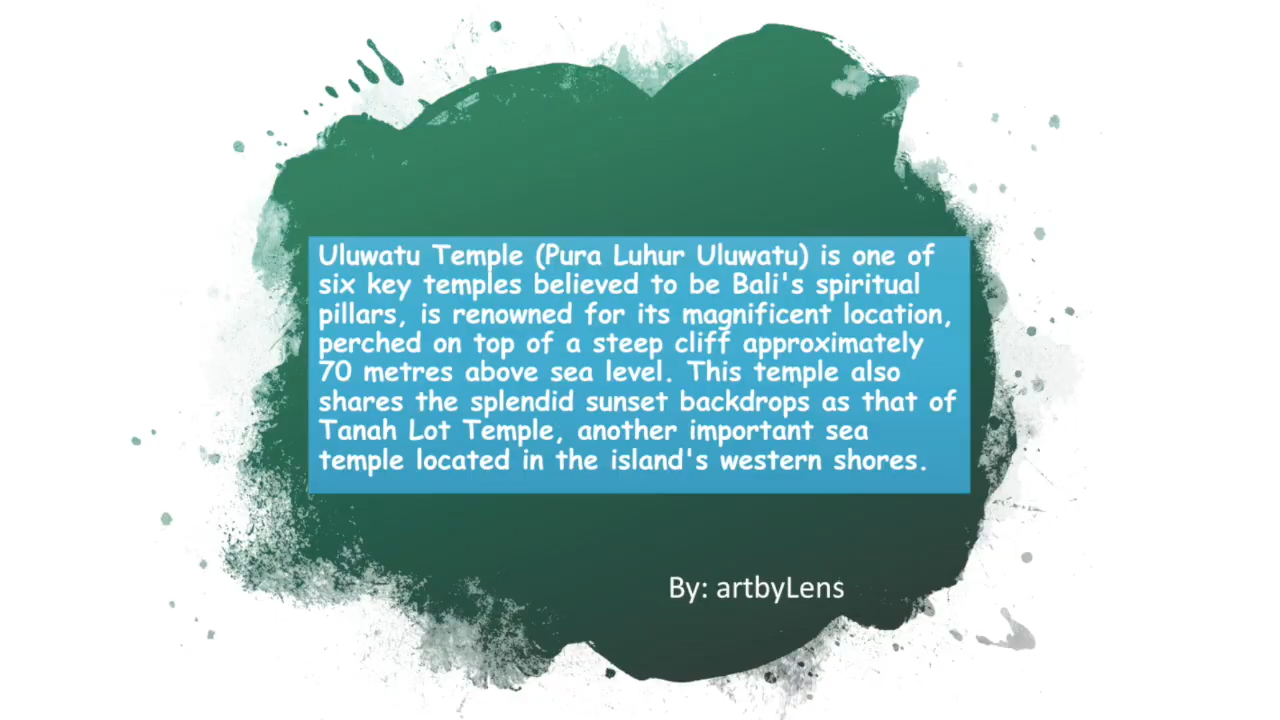 Uluwatu Temple (Pura Luhur Uluwatu) is one of
six key temples believed to be Bali's spiritual
pillars, is renowned for its magnificent location,
perched on top of a steep cliff approximately
70 metres above sea level. This temple also
shares the splendid sunset backdrops as that of
Tanah Lot Temple, another important sea
temple located in the island's western shores.
By: artbyLens